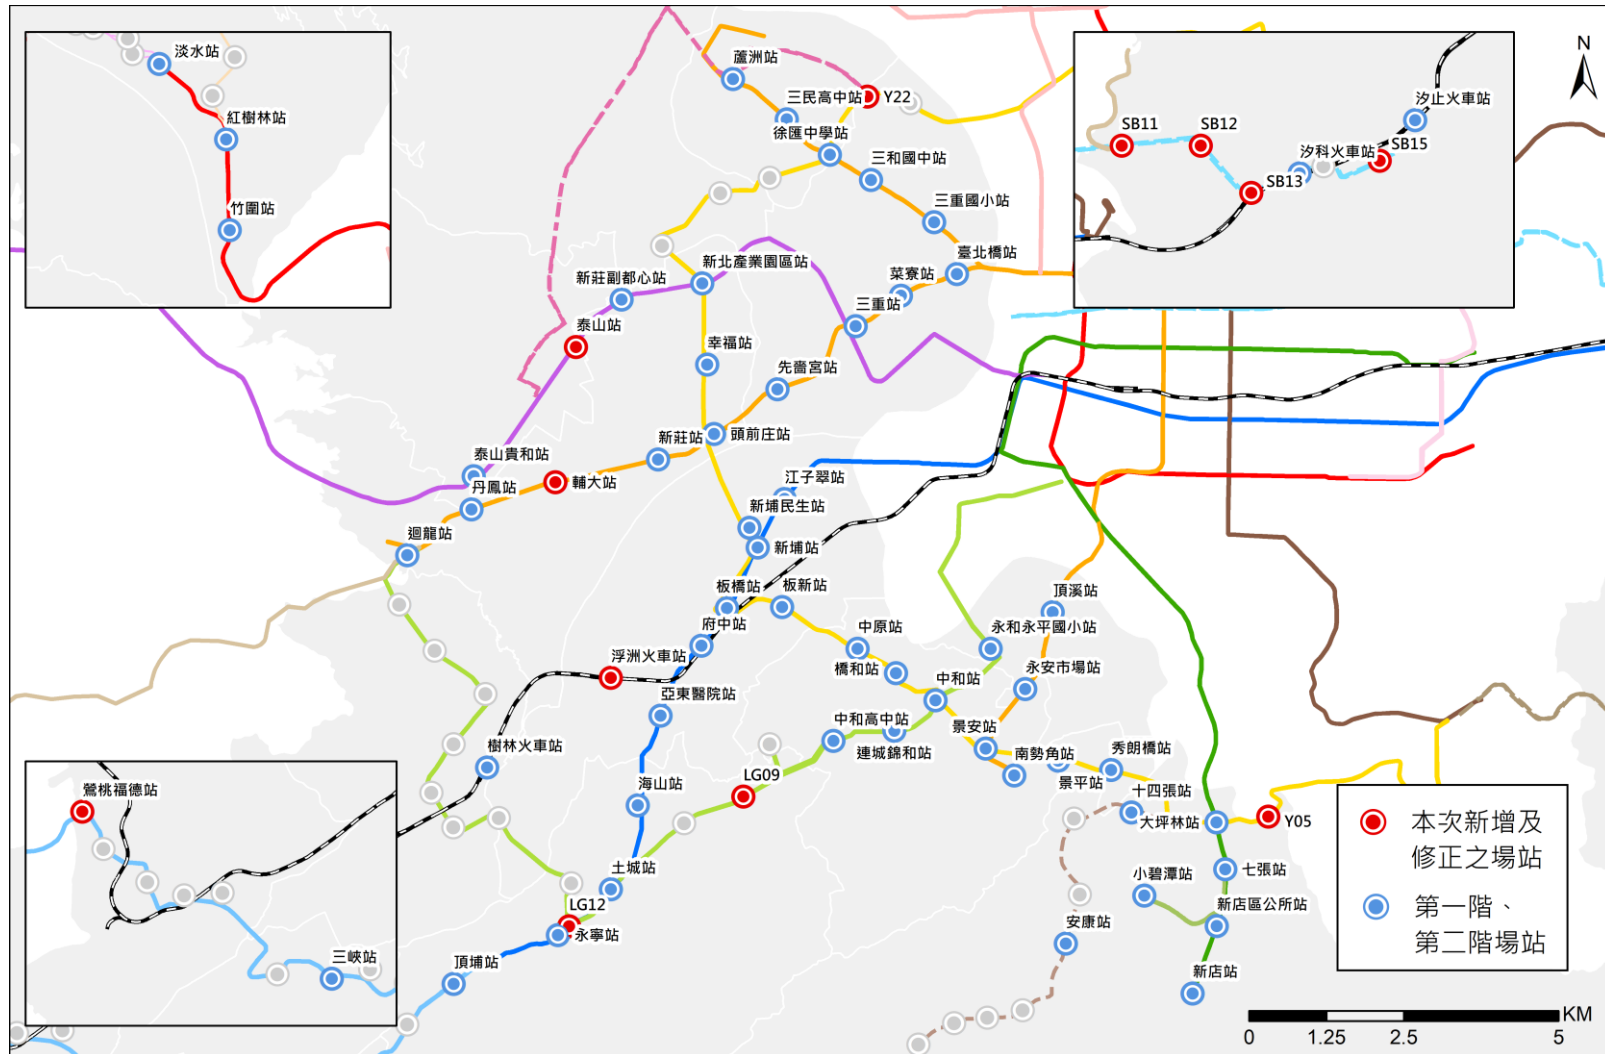 淡水站
紅樹林站
竹圍站
蘆洲站
三民高中站
Y22
徐匯中學站
三和國中站
三重國小站
臺北橋站
菜寮站
三重站
先嗇宮站
新北產業園區站
新莊副都心站
泰山站
幸福站
頭前庄站
新莊站
輔大站
泰山貴和站
丹鳳站
迴龍站
江子翠站
新埔民生站
新埔站
板橋站
板新站
府中站
浮洲火車站
亞東醫院站
樹林火車站
海山站
土城站
LG12
永寧站
頂埔站
LG09
中原站
橋和站
中和站
中和高中站
連城錦和站
永和永平國小站
頂溪站
永安市場站
景安站
南勢角站
景平站
秀朗橋站
十四張站
大坪林站
Y05
七張站
小碧潭站
新店區公所站
安康站
新店站
N
SB11
SB12
SB13
汐科火車站
SB15
汐止火車站
鶯桃福德站
三峽站
本次新增及
修正之場站
第一階、
第二階場站
KM
0 1.25 2.5 5